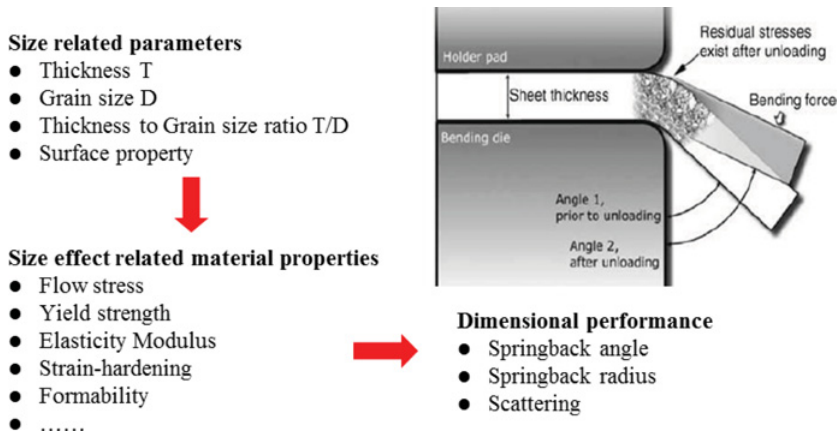 Size related parameters
● Thickness T
● Grain size D
● Thickness to Grain size ratio T/D
● Surface property
Size effect related material properties
● Flow stress
● Yield strength
● Elasticity Modulus
● Strain-hardening
● Formability
● ……
Holder pad
Sheet thickness
Bending die
Residual stresses
exist after unloading
Bending force
Angle 1,
prior to unloading
Angle 2,
after unloading
Dimensional performance
● Springback angle
● Springback radius
● Scattering